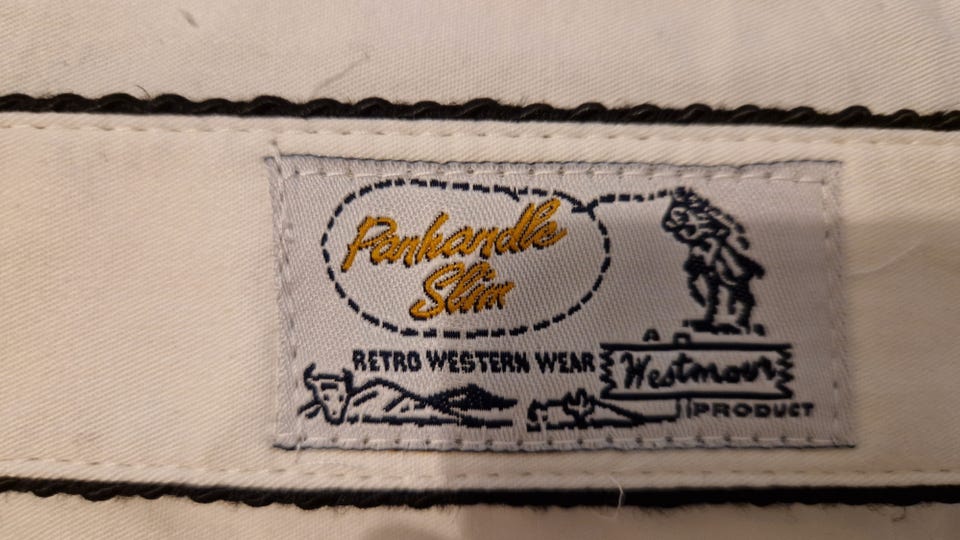 Panhandle
Slim
RETRO WESTERN WEAR
A
Westmoor
PRODUCT